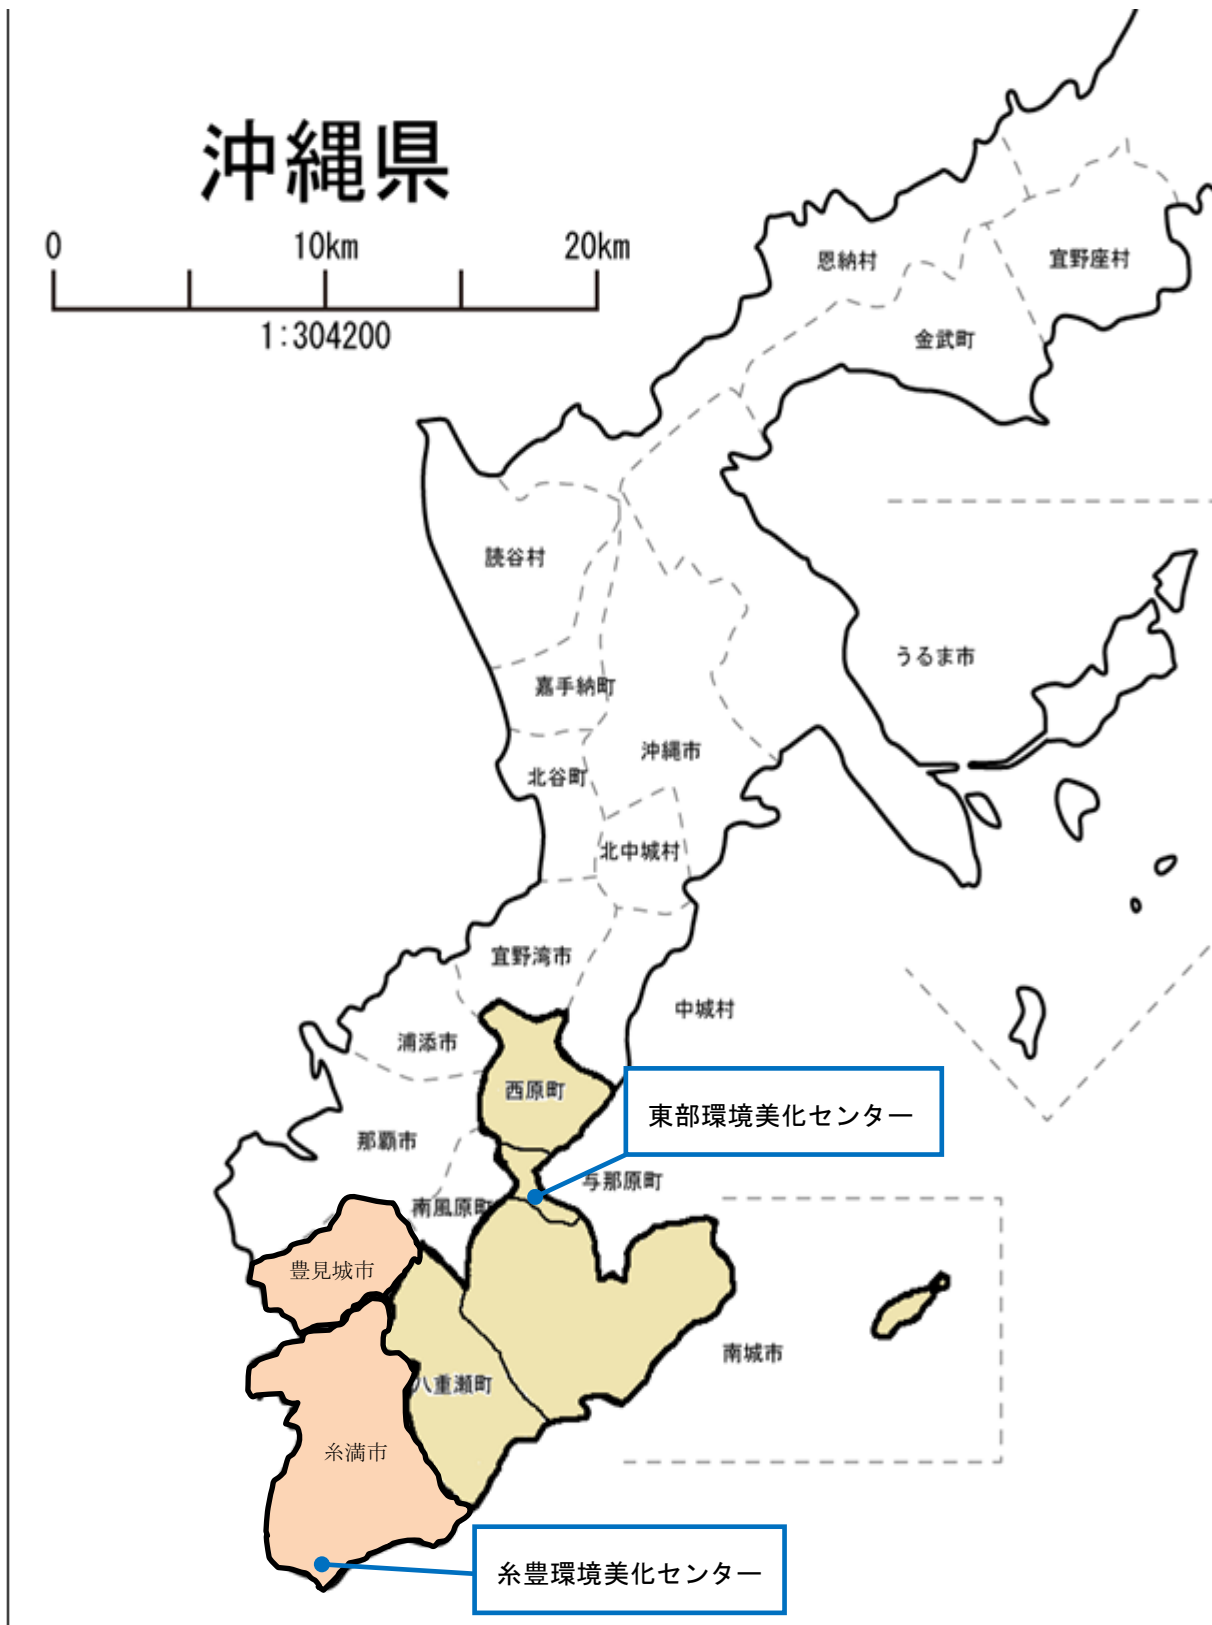 沖縄県
0 10km 20km
1:304200
恩納村
宜野座村
金武町
読谷村
うるま市
嘉手納町
沖縄市
北谷町
北中城村
宜野湾市
中城村
浦添市
西原町
東部環境美化センター
那覇市
与那原町
南風原町
豊見城市
南城市
八重瀬町
糸満市
糸豊環境美化センター